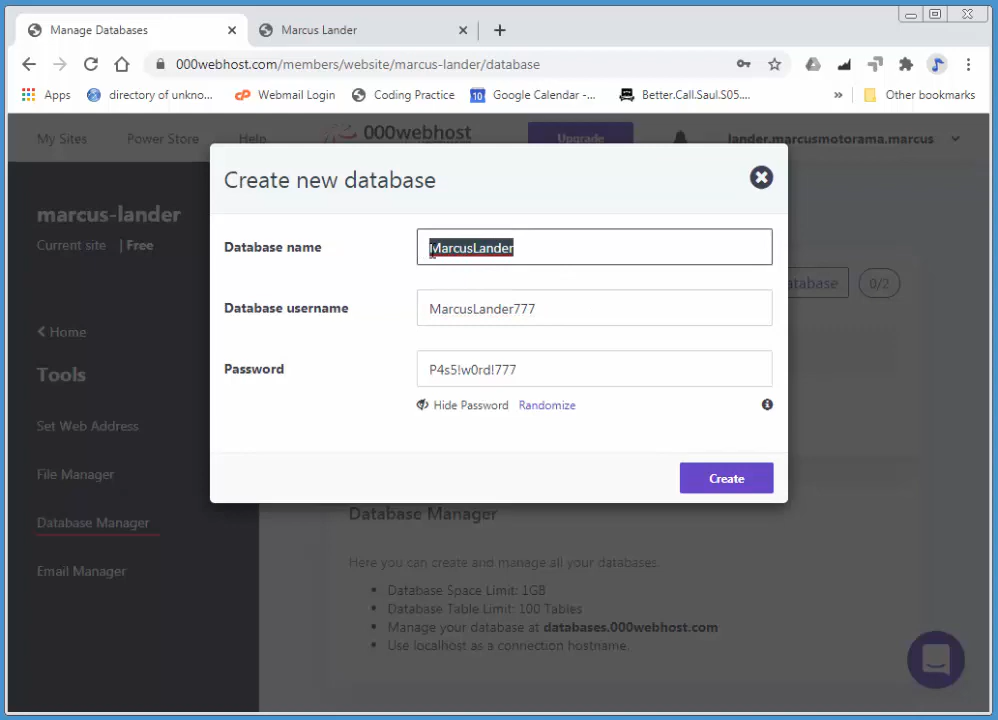 Manage Databases
Marcus Lander
000webhost.com/members/website/marcus-lander/database
Apps
directory of unkno...
Webmail Login
Coding Practice
10
Google Calendar -...
Better.Call.Saul.S05....
»
Other bookmarks
My Sites
Power Store
Help
000webhost
Upgrade
lander.marcusmotorama.marcus
marcus-lander
Current site | Free
Home
Tools
Set Web Address
File Manager
Database Manager
Email Manager
Create new database
Database name
MarcusLander
Database username
MarcusLander777
Password
P4s5!w0rd!777
Hide Password Randomize
Create
atabase
0/2
Database Manager
Here you can create and manage all your databases.
Database Space Limit: 1GB
Database Table Limit: 100 Tables
Manage your database at databases.000webhost.com
Use localhost as a connection hostname.